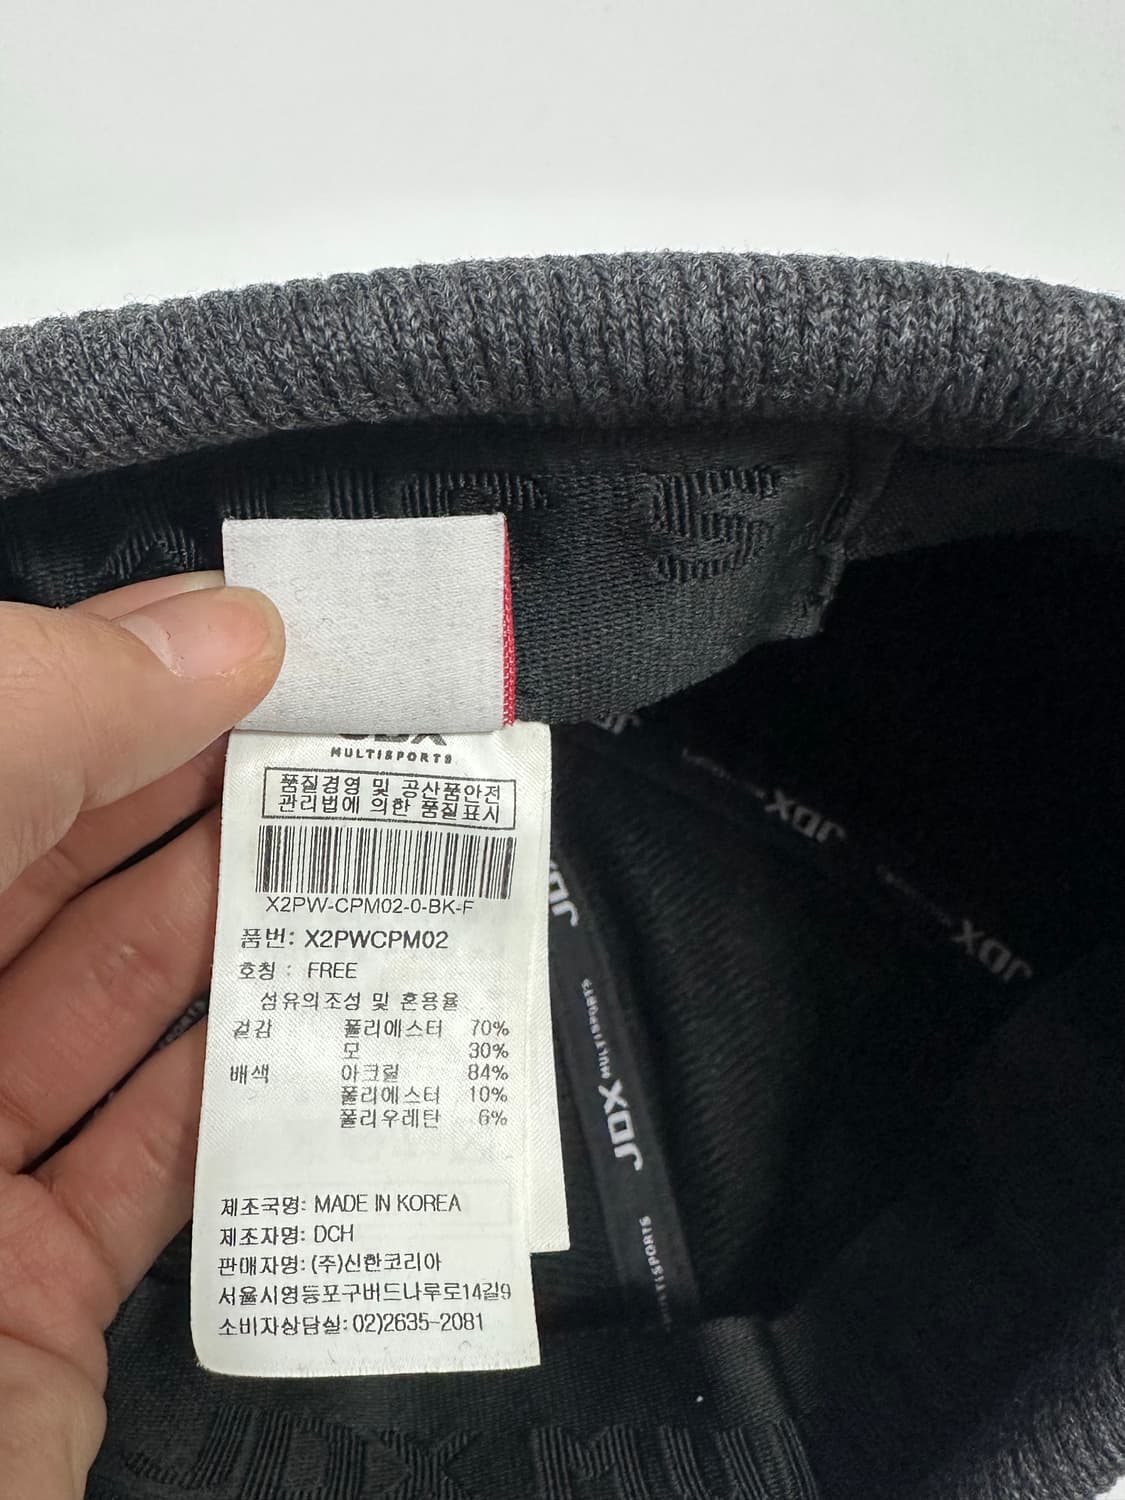 JDX
MULTISPORTS
품질경영 및 공산품안전
관리법에 의한 품질표시
X2PW-CPM02-0-BK-F
품번: X2PWCPM02
호칭 : FREE
섬유의조성 및 혼용율
겉감 폴리에스터 70%
모 30%
배색 아크릴 84%
폴리에스터 10%
폴리우레탄 6%
제조국명: MADE IN KOREA
제조자명: DCH
판매자명: (주)신한코리아
서울시영등포구버드나루로14길9
소비자상담실: 02)2635-2081
JDX
JDX
JDX
MULTISPORTS
JDX
JDX MU